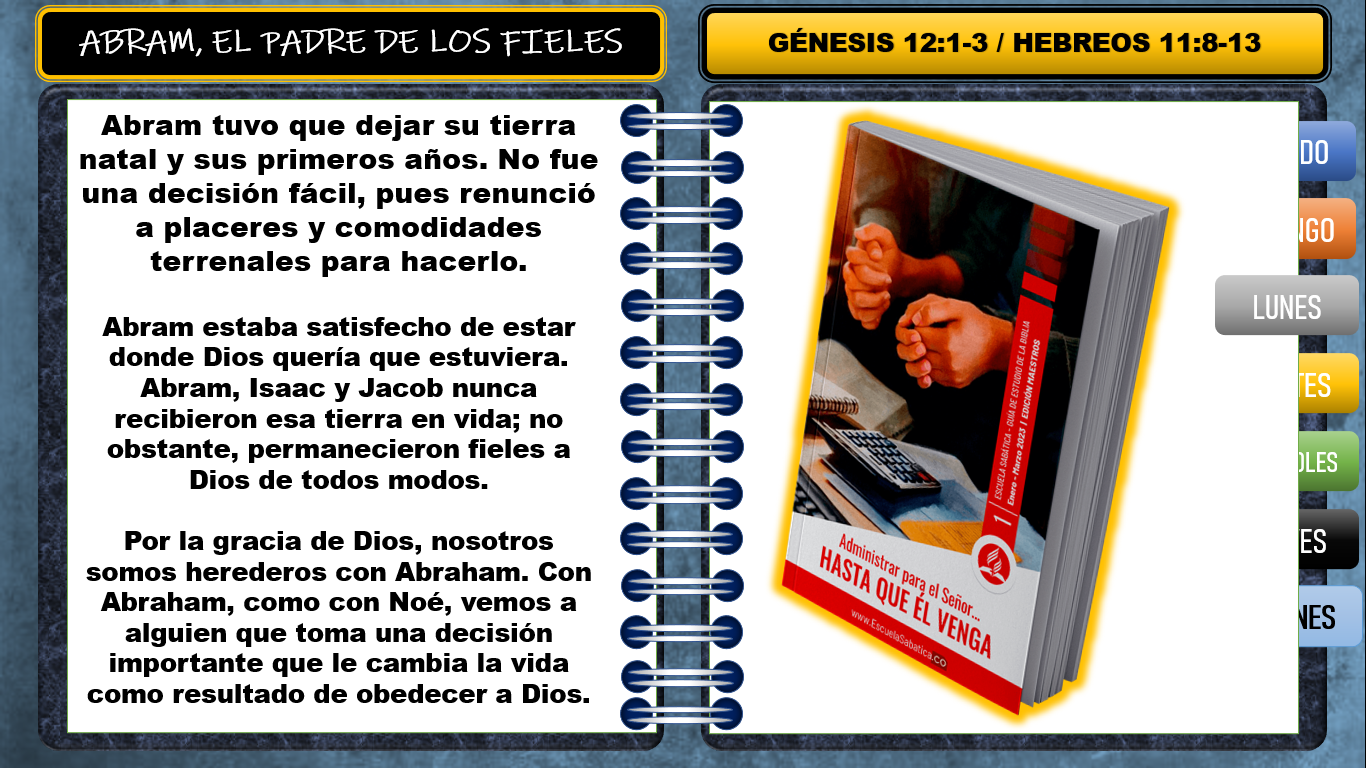 ABRAM, EL PADRE DE LOS FIELES
GÉNESIS 12:1-3 / HEBREOS 11:8-13
Abram tuvo que dejar su tierra
natal y sus primeros años. No fue
una decisión fácil, pues renunció
a placeres y comodidades
terrenales para hacerlo.
Abram estaba satisfecho de estar
donde Dios quería que estuviera.
Abram, Isaac y Jacob nunca
recibieron esa tierra en vida; no
obstante, permanecieron fieles a
Dios de todos modos.
Por la gracia de Dios, nosotros
somos herederos con Abraham. Con
Abraham, como con Noé, vemos a
alguien que toma una decisión
importante que le cambia la vida
como resultado de obedecer a Dios.
1
ESCUELA SABÁTICA - GUÍA DE ESTUDIO DE LA BIBLIA
Enero - Marzo 2023 | EDICIÓN MAESTROS
Administrar para el Señor...
HASTA QUE ÉL VENGA
www.EscuelaSabatica.co
DO
NGO
LUNES
TES
OLES
ES
NES